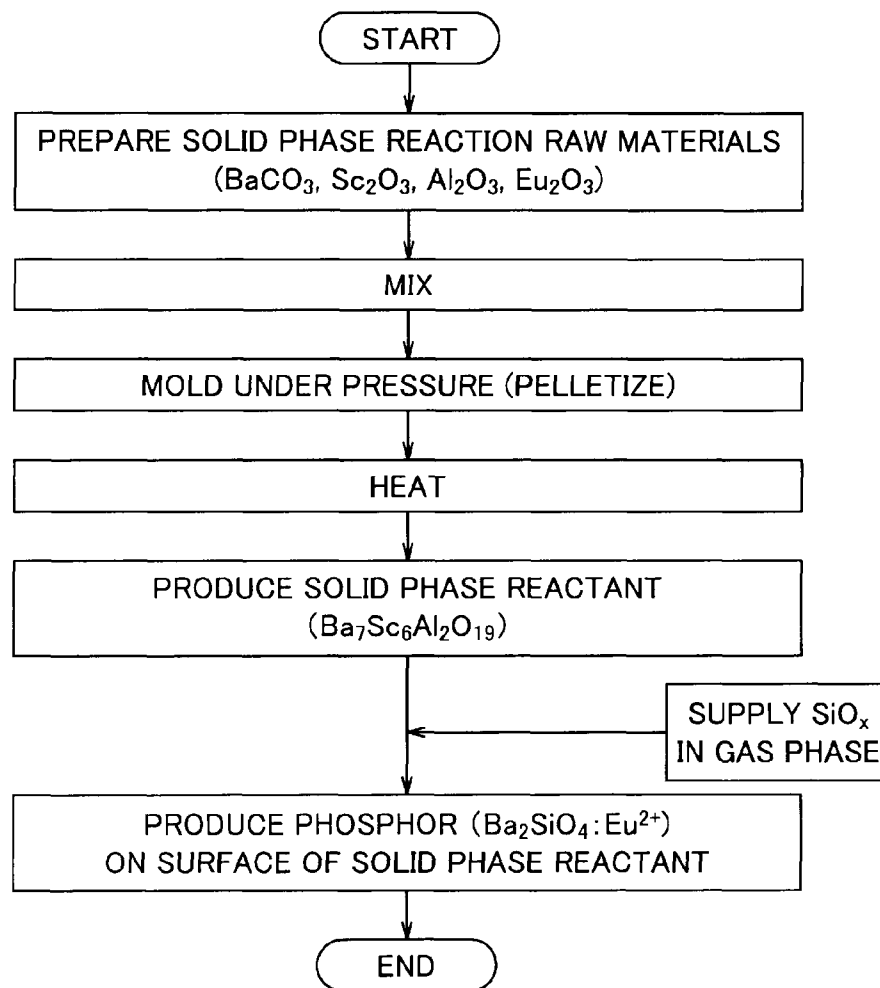 START
PREPARE SOLID PHASE REACTION RAW MATERIALS
(BaCO₃, Sc₂O₃, Al₂O₃, Eu₂O₃)
MIX
MOLD UNDER PRESSURE (PELLETIZE)
HEAT
PRODUCE SOLID PHASE REACTANT
(Ba₇Sc₆Al₂O₁₉)
SUPPLY SiOₓ
IN GAS PHASE
PRODUCE PHOSPHOR (Ba₂SiO₄:Eu²⁺)
ON SURFACE OF SOLID PHASE REACTANT
END